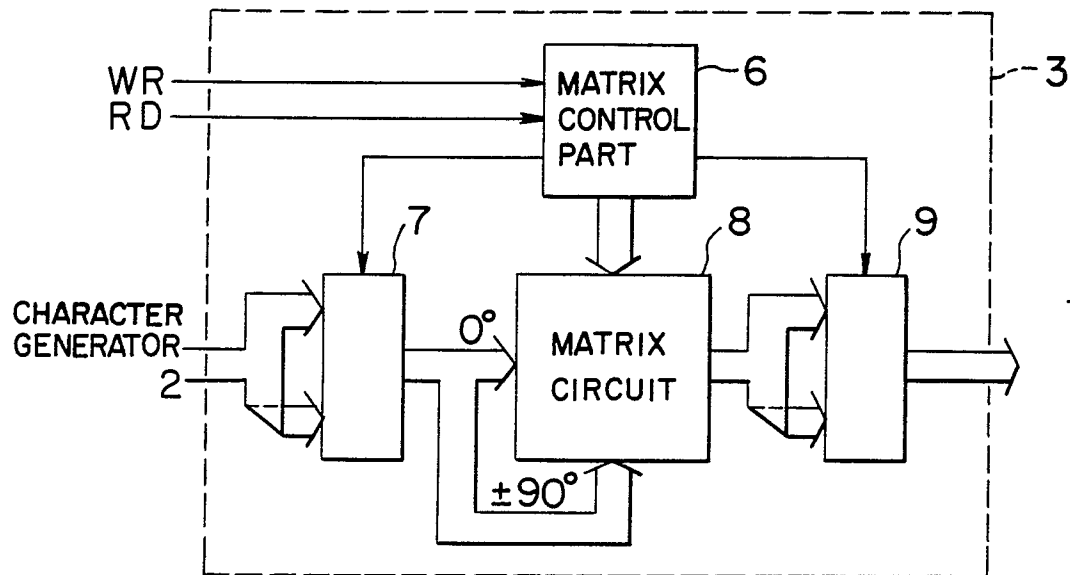 WR
RD
MATRIX
CONTROL
PART
6
3
7
8
9
CHARACTER
GENERATOR
2
0°
MATRIX
CIRCUIT
±90°